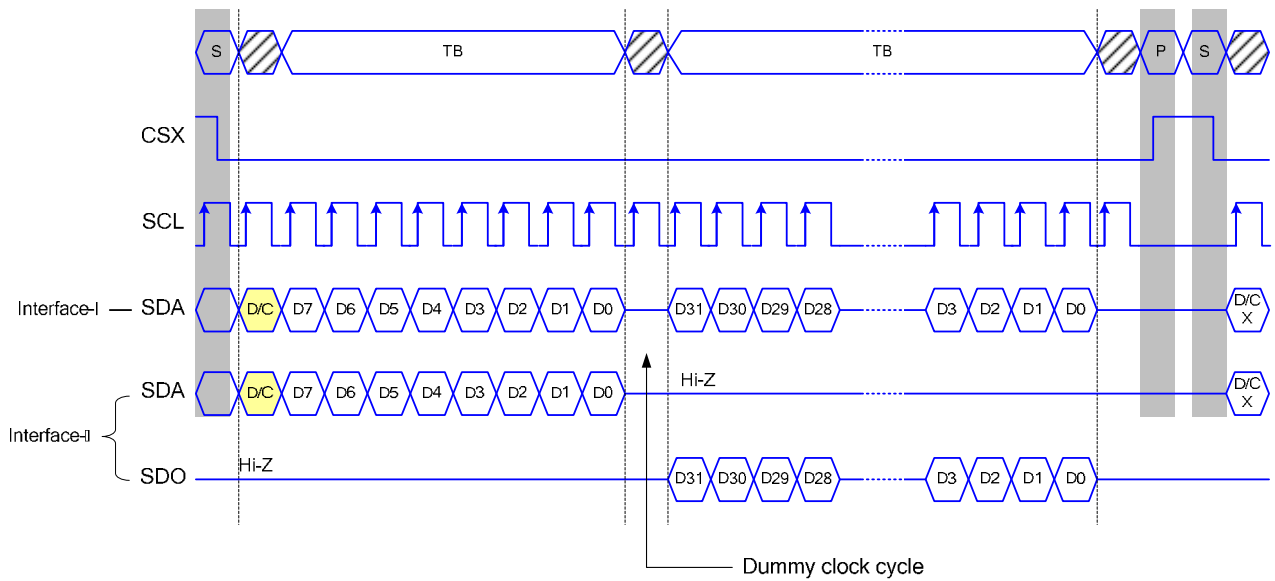 S TB TB P S
CSX
SCL
Interface-I SDA D/C D7 D6 D5 D4 D3 D2 D1 D0 D31 D30 D29 D28 D3 D2 D1 D0 D/C X
SDA D/C D7 D6 D5 D4 D3 D2 D1 D0 Hi-Z D/C X
Interface-
SDO Hi-Z D31 D30 D29 D28 D3 D2 D1 D0
Dummy clock cycle